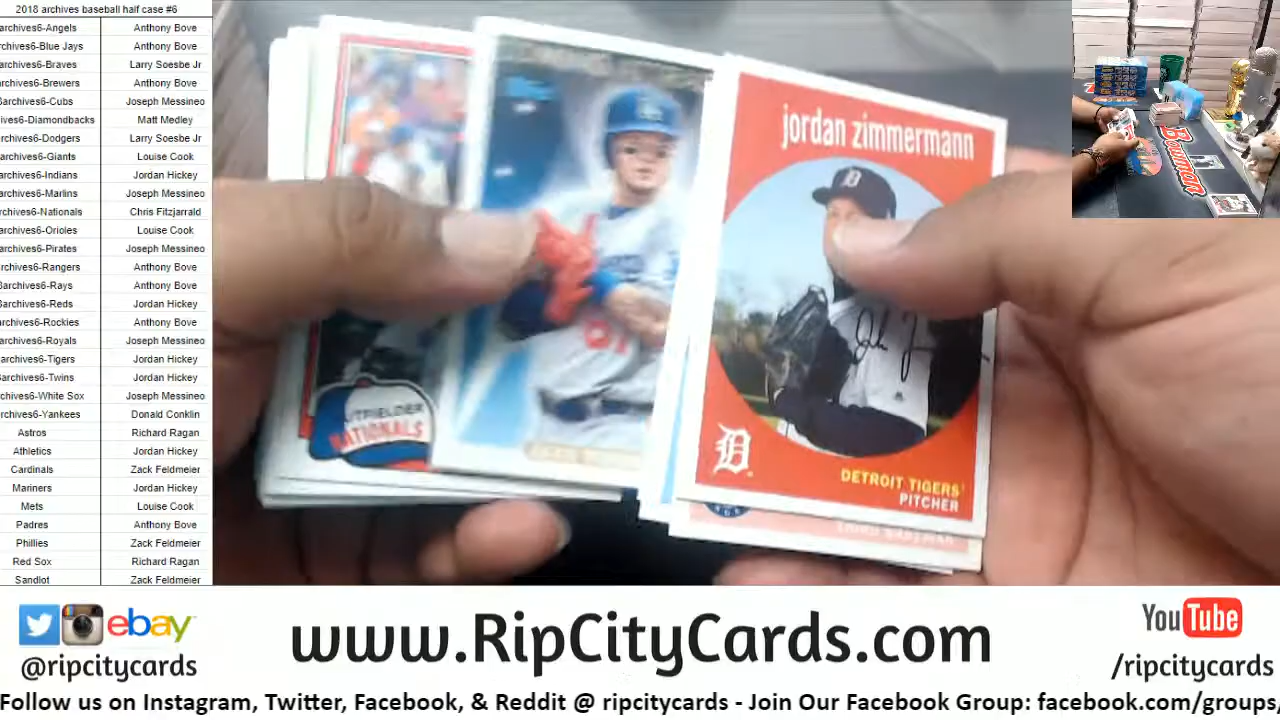 2018 archives baseball half case #6
archives6-Angels Anthony Bove
rchives6-Blue Jays Anthony Bove
archives6-Braves Larry Soesbe Jr
archives6-Brewers Anthony Bove
3archives6-Cubs Joseph Messineo
ives6-Diamondbacks Matt Medley
rchives6-Dodgers Larry Soesbe Jr
archives6-Giants Louise Cook
archives6-Indians Jordan Hickey
archives6-Marlins Joseph Messineo
rchives6-Nationals Chris Fitzjarrald
archives6-Orioles Louise Cook
archives6-Pirates Joseph Messineo
rchives6-Rangers Anthony Bove
archives6-Rays Anthony Bove
3archives6-Reds Jordan Hickey
rchives6-Rockies Anthony Bove
archives6-Royals Joseph Messineo
archives6-Tigers Jordan Hickey
archives6-Twins Jordan Hickey
rchives6-White Sox Joseph Messineo
rchives6-Yankees Donald Conklin
Astros Richard Ragan
Athletics Jordan Hickey
Cardinals Zack Feldmeier
Mariners Jordan Hickey
Mets Louise Cook
Padres Anthony Bove
Phillies Zack Feldmeier
Red Sox Richard Ragan
Sandlot Zack Feldmeier
jordan zimmermann
D
D
DETROIT TIGERS'
PITCHER
NATIONALS
Bowman
ebay
@ripcitycards
www.RipCityCards.com
YouTube
/ripcitycards
Follow us on Instagram, Twitter, Facebook, & Reddit @ ripcitycards - Join Our Facebook Group: facebook.com/groups/